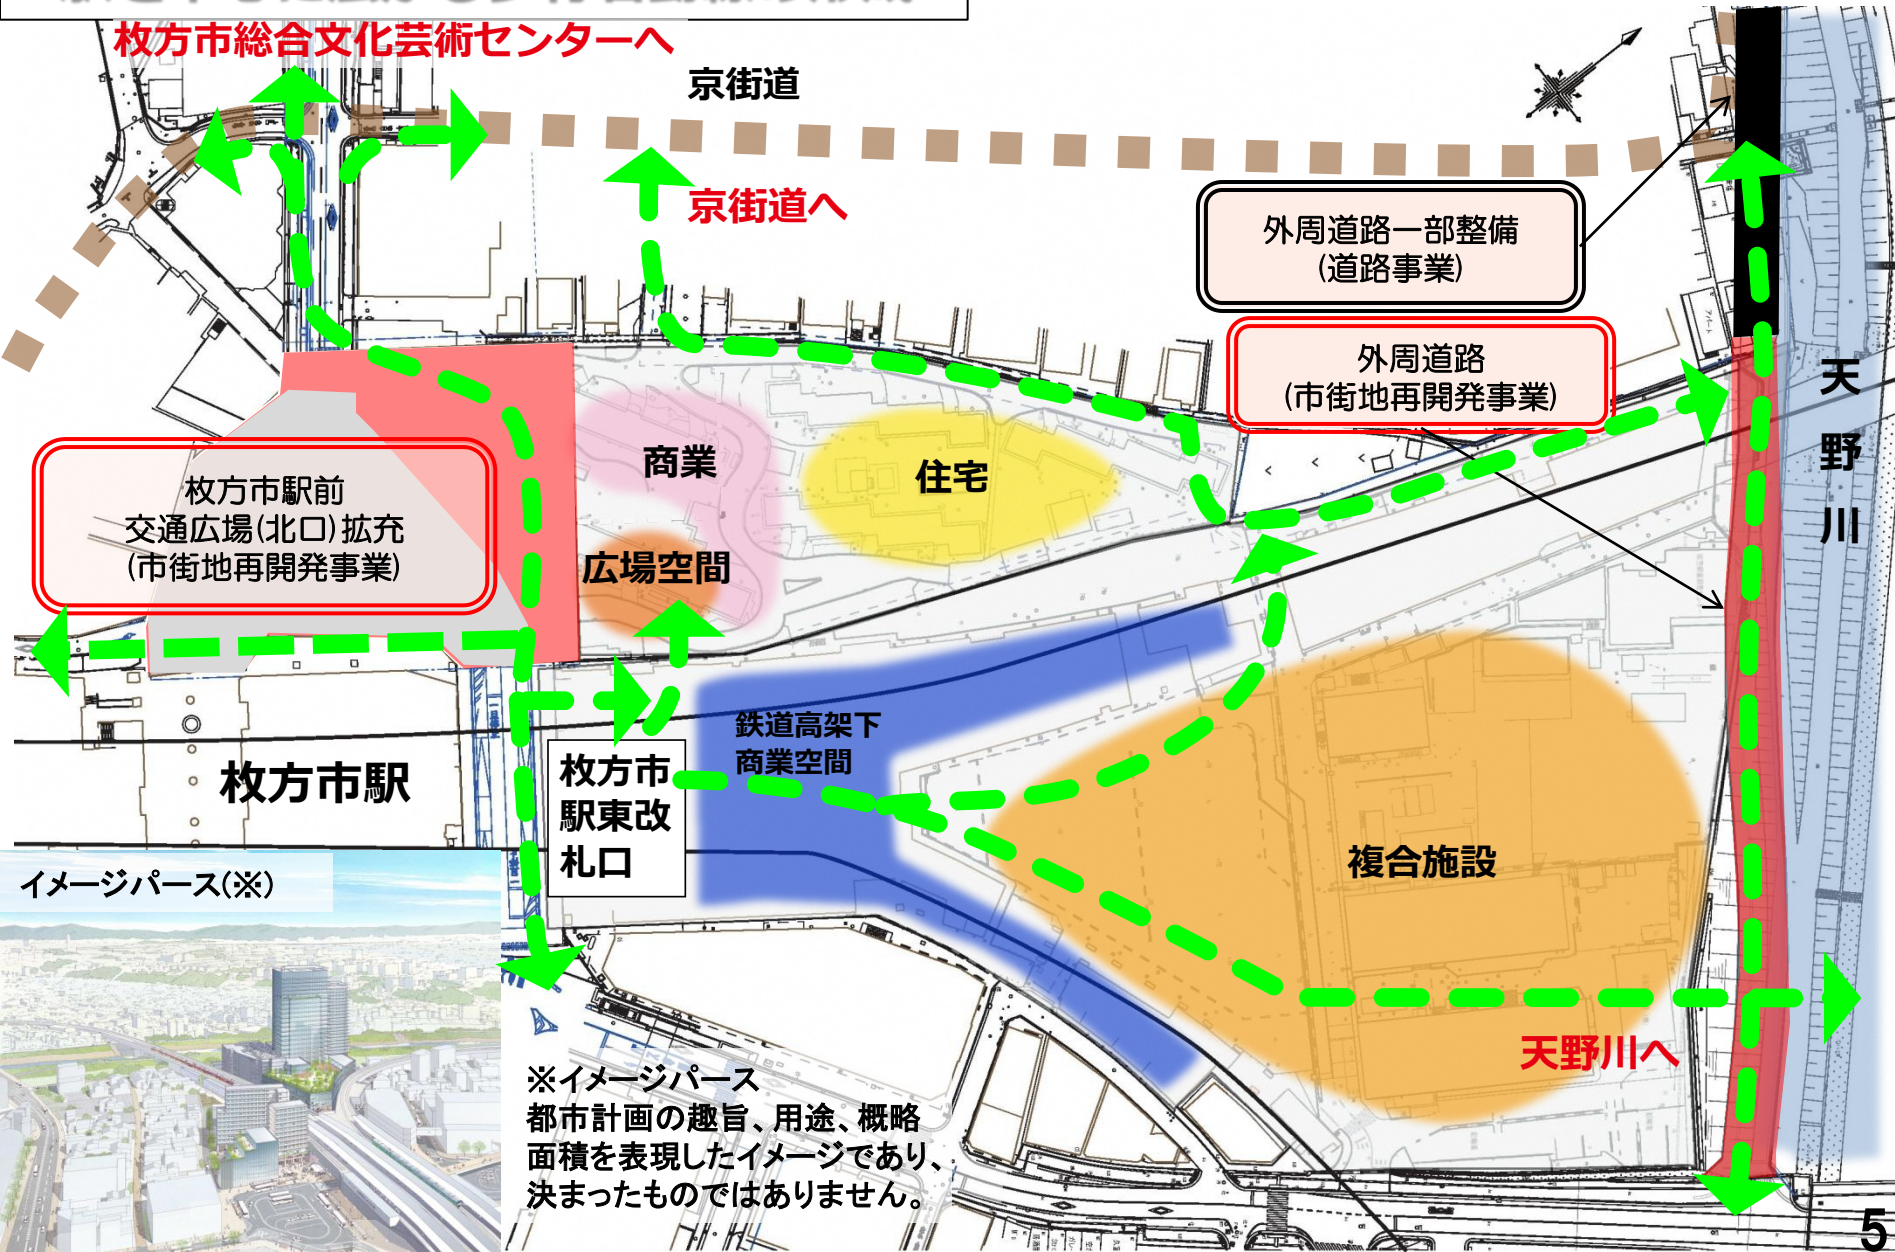 枚方市総合文化芸術センターへ
京街道
京街道へ
外周道路一部整備
(道路事業)
外周道路
(市街地再開発事業)
天野川
枚方市駅前
交通広場(北口)拡充
(市街地再開発事業)
商業
住宅
広場空間
鉄道高架下
商業空間
枚方市駅
枚方市
駅東改
札口
複合施設
天野川へ
イメージパース(※)
※イメージパース
都市計画の趣旨、用途、概略
面積を表現したイメージであり、
決まったものではありません。
5